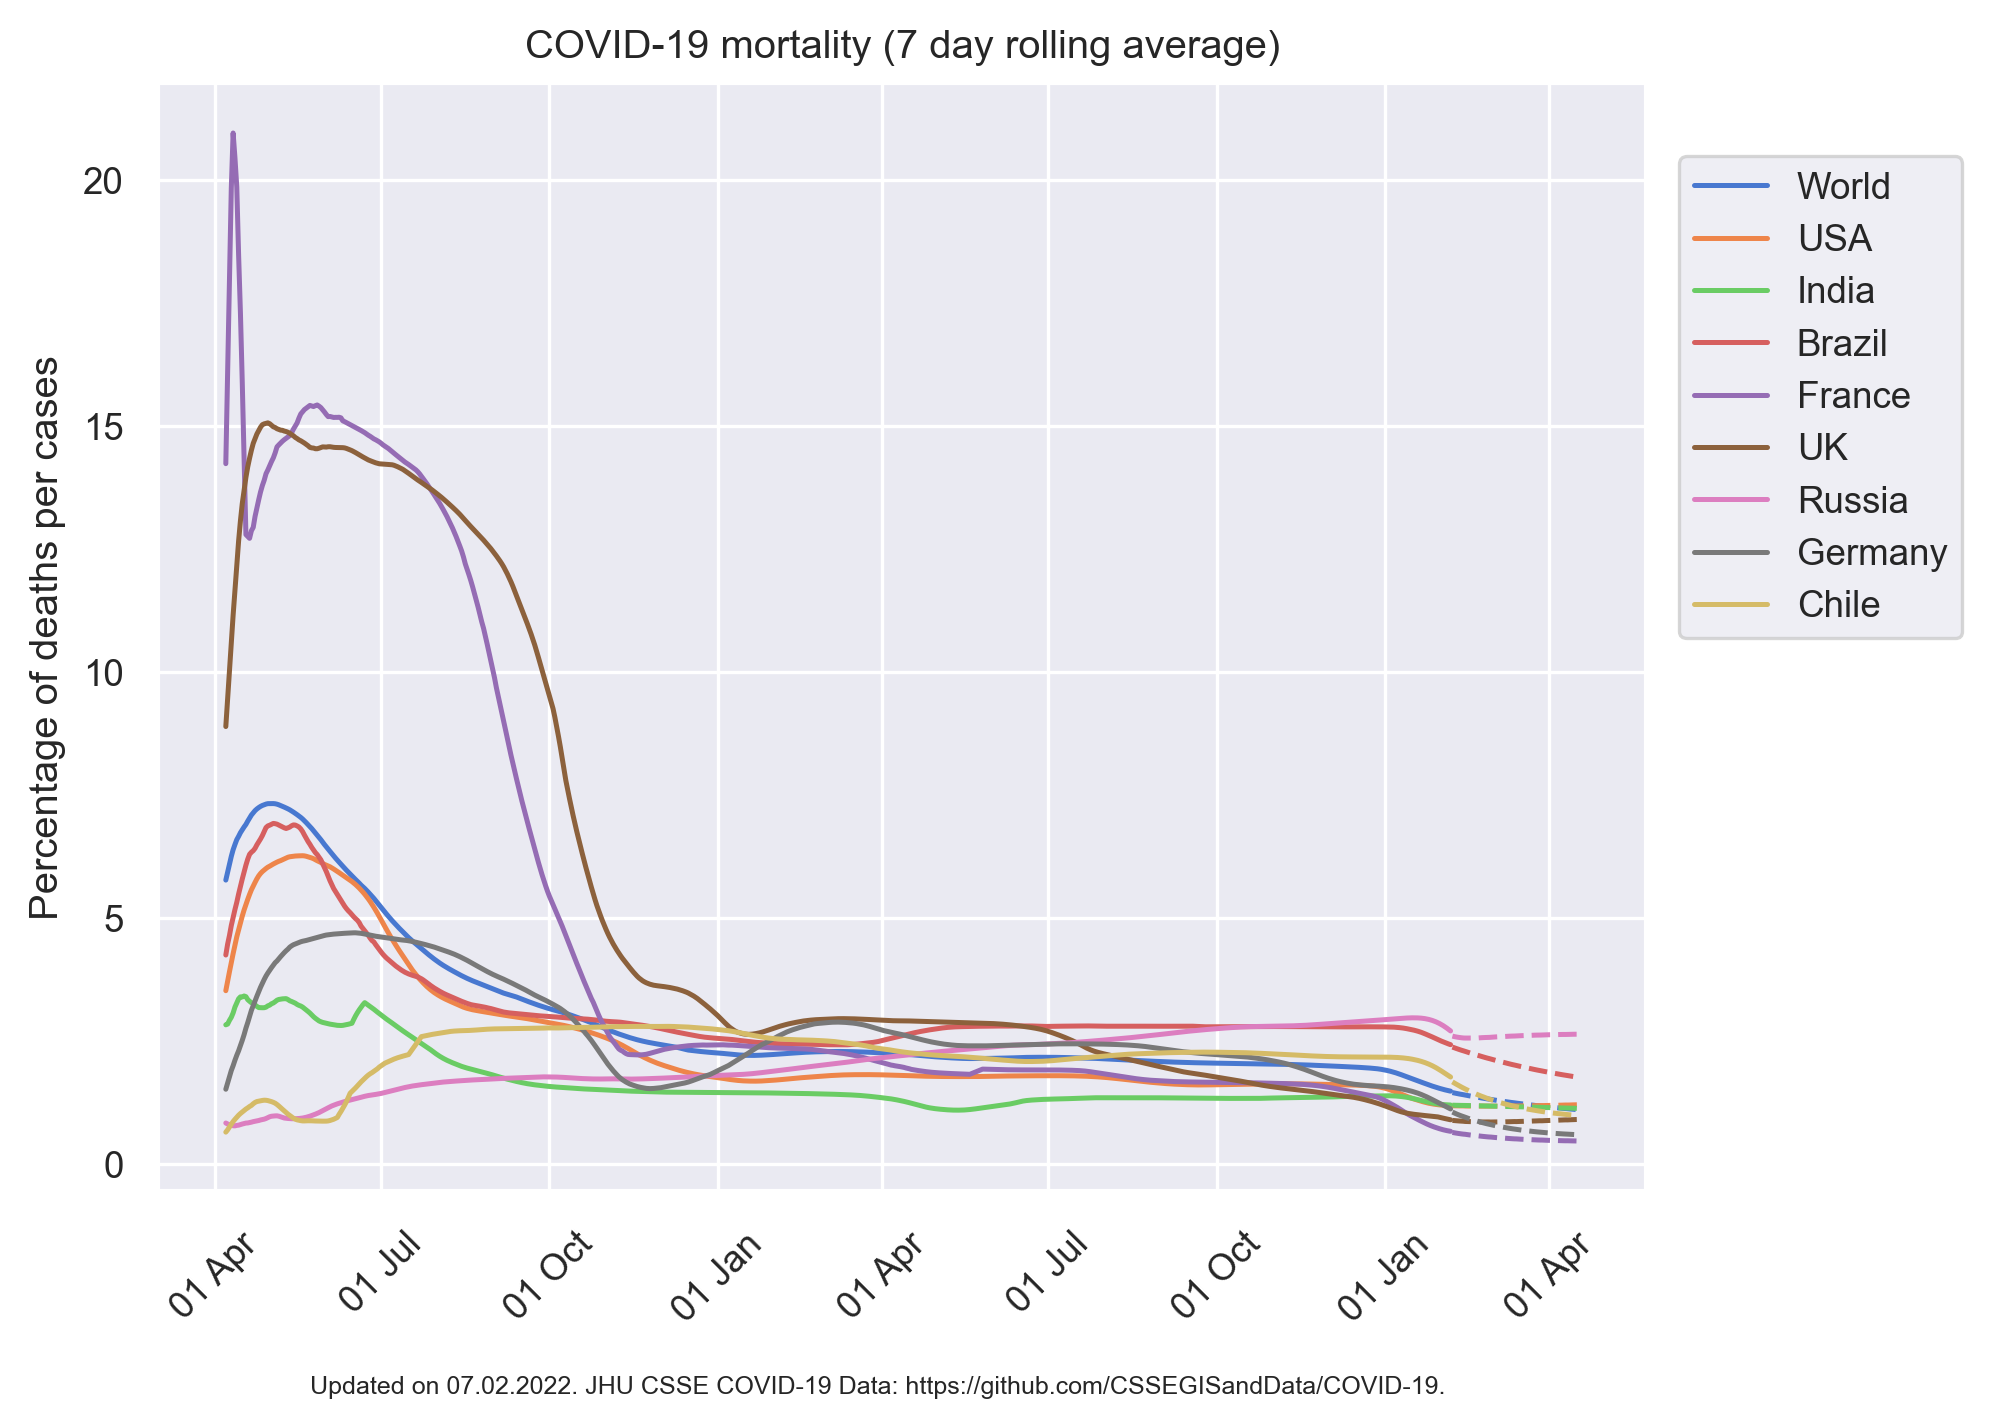 COVID-19 mortality (7 day rolling average)
Percentage of deaths per cases
20
15
10
5
0
01 Apr
01 Jul
01 Oct
01 Jan
01 Apr
01 Jul
01 Oct
01 Jan
01 Apr
World
USA
India
Brazil
France
UK
Russia
Germany
Chile
Updated on 07.02.2022. JHU CSSE COVID-19 Data: https://github.com/CSSEGISandData/COVID-19.